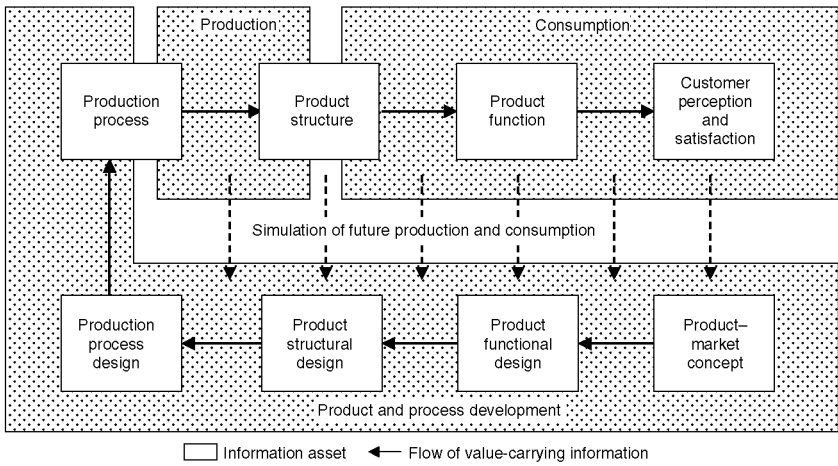 Production
Consumption
Production
process
Product
structure
Product
function
Customer
perception
and
satisfaction
Simulation of future production and consumption
Production
process
design
Product
structural
design
Product
functional
design
Product–
market
concept
Product and process development
Information asset
Flow of value-carrying information